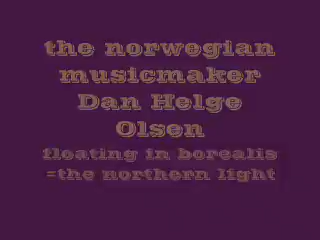 the norwegian
musicmaker
Dan Helge
Olsen
floating in borealis
=the northern light